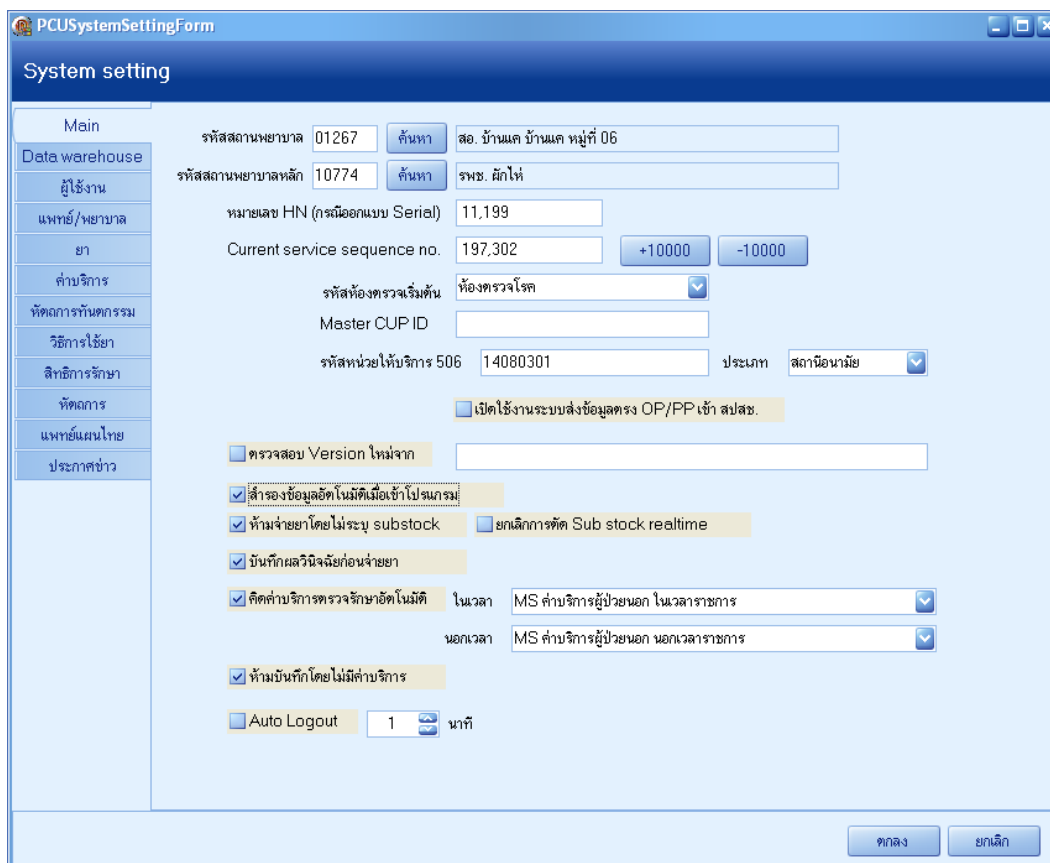 PCUSystemSettingForm
System setting
Main
Data warehouse
ผู้ใช้งาน
แพทย์/พยาบาล
ยา
ค่าบริการ
หัตถการทันตกรรม
วิธีการใช้ยา
สิทธิการรักษา
หัตถการ
แพทย์แผนไทย
ประกาศข่าว
รหัสสถานพยาบาล 01267 ค้นหา สอ. บ้านแค บ้านแค หมู่ที่ 06
รหัสสถานพยาบาลหลัก 10774 ค้นหา รพช. ผักไห่
หมายเลข HN (กรณีออกแบบ Serial) 11,199
Current service sequence no. 197,302 +10000 -10000
รหัสห้องตรวจเริ่มต้น ห้องตรวจโรค
Master CUP ID
รหัสหน่วยให้บริการ 506 14080301 ประเภท สถานีอนามัย
เปิดใช้งานระบบส่งข้อมูลตรง OP/PP เข้า สปสช.
ตรวจสอบ Version ใหม่จาก
สำรองข้อมูลอัตโนมัติเมื่อเข้าโปรแกรม
ห้ามจ่ายยาโดยไม่ระบุ substock ยกเลิกการตัด Sub stock realtime
บันทึกผลวินิจฉัยก่อนจ่ายยา
คิดค่าบริการตรวจรักษาอัตโนมัติ ในเวลา MS ค่าบริการผู้ป่วยนอก ในเวลาราชการ
นอกเวลา MS ค่าบริการผู้ป่วยนอก นอกเวลาราชการ
ห้ามบันทึกโดยไม่มีค่าบริการ
Auto Logout 1 นาที
ตกลง ยกเลิก